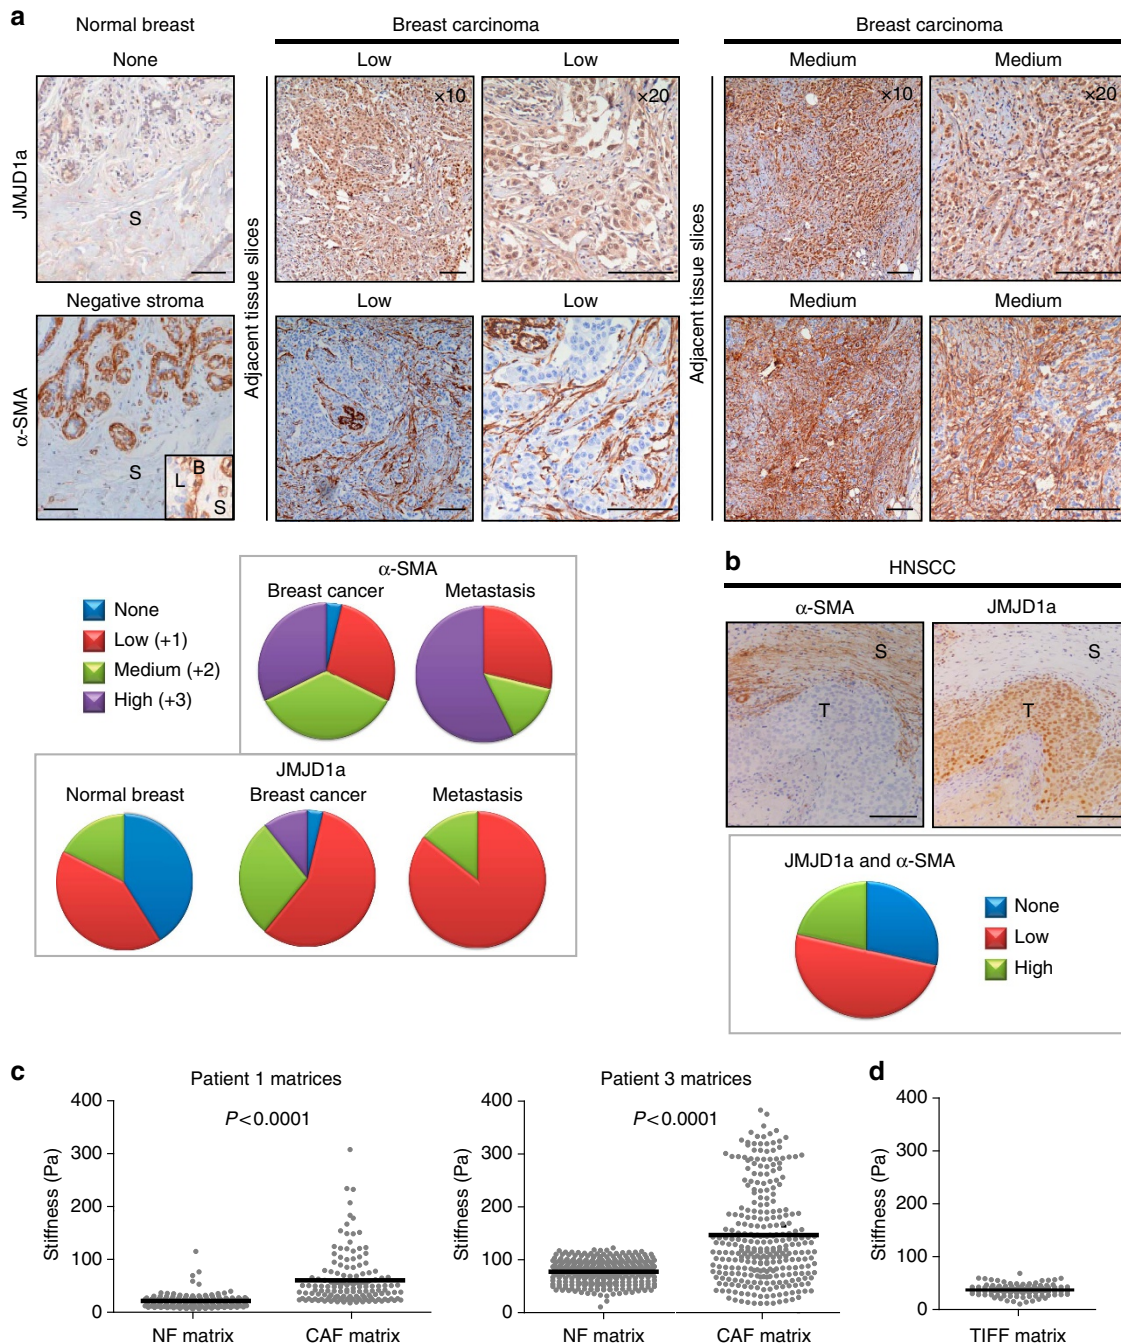 a
Normal breast
Breast carcinoma
Breast carcinoma
None
Low
Low
Medium
Medium
JMJD1a
S
×10
×20
×10
×20
Adjacent tissue slices
Adjacent tissue slices
Negative stroma
Low
Low
Medium
Medium
α-SMA
S
L
B
S
None
Low (+1)
Medium (+2)
High (+3)
α-SMA
Breast cancer
Metastasis
JMJD1a
Normal breast
Breast cancer
Metastasis
b
HNSCC
α-SMA
JMJD1a
S
T
S
T
JMJD1a and α-SMA
None
Low
High
c
Patient 1 matrices
P<0.0001
Stiffness (Pa)
400
300
200
100
0
NF matrix
CAF matrix
Patient 3 matrices
P<0.0001
Stiffness (Pa)
400
300
200
100
0
NF matrix
CAF matrix
d
Stiffness (Pa)
400
300
200
100
0
TIFF matrix